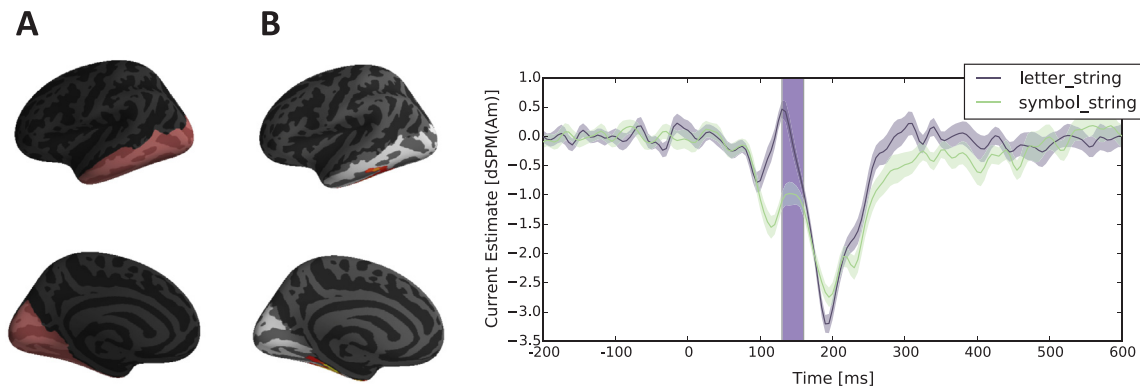 A
B
1.0
0.5
0.0
-0.5
-1.0
-1.5
-2.0
-2.5
-3.0
-3.5
Current Estimate [dSPM(Am)]
letter_string
symbol_string
-200 -100 0 100 200 300 400 500 600
Time [ms]